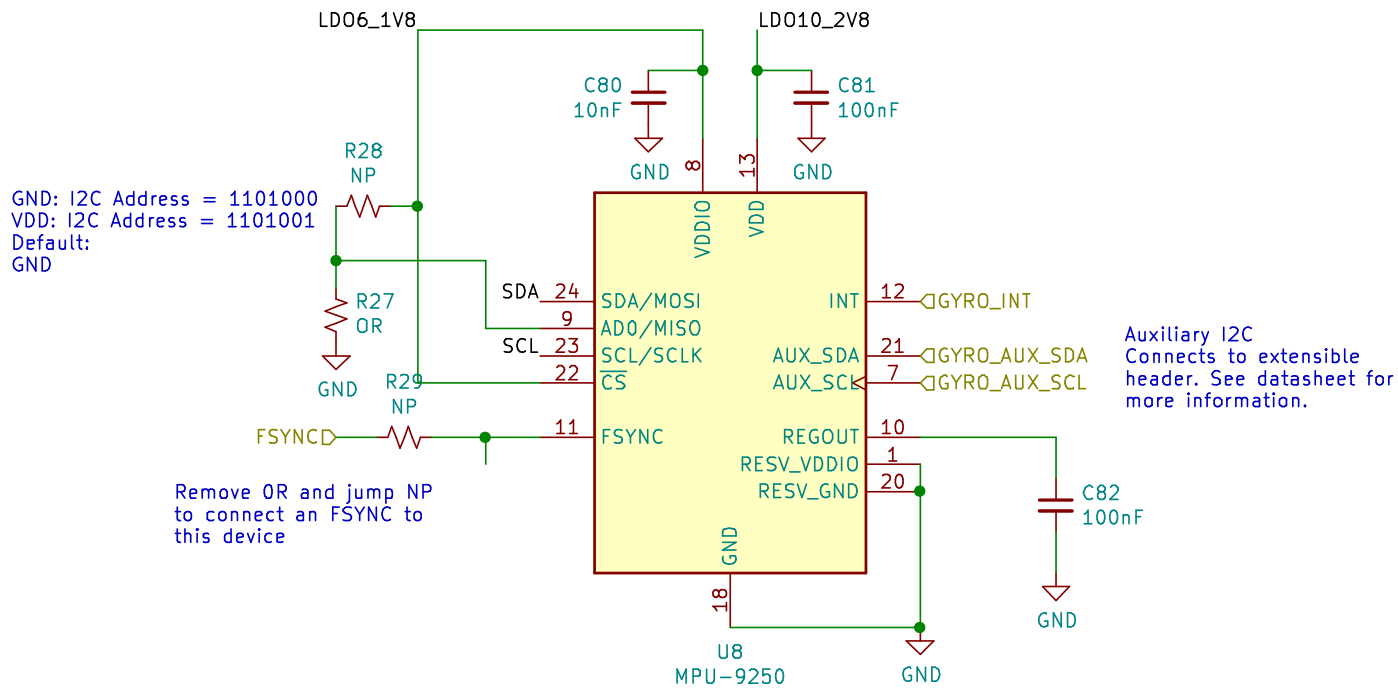 LDO6_1V8
LDO10_2V8
C80
10nF
GND
C81
100nF
GND
8
13
VDDIO
VDD
R28
NP
GND: I2C Address = 1101000
VDD: I2C Address = 1101001
Default:
GND
R27
0R
GND
SDA
24
SDA/MOSI
9
AD0/MISO
SCL
23
SCL/SCLK
22
CS
R29
NP
FSYNC
11
FSYNC
Remove 0R and jump NP
to connect an FSYNC to
this device
INT
12
GYRO_INT
AUX_SDA
21
GYRO_AUX_SDA
AUX_SCL
7
GYRO_AUX_SCL
Auxiliary I2C
Connects to extensible
header. See datasheet for
more information.
REGOUT
10
RESV_VDDIO
1
RESV_GND
20
C82
100nF
GND
GND
18
GND
U8
MPU-9250